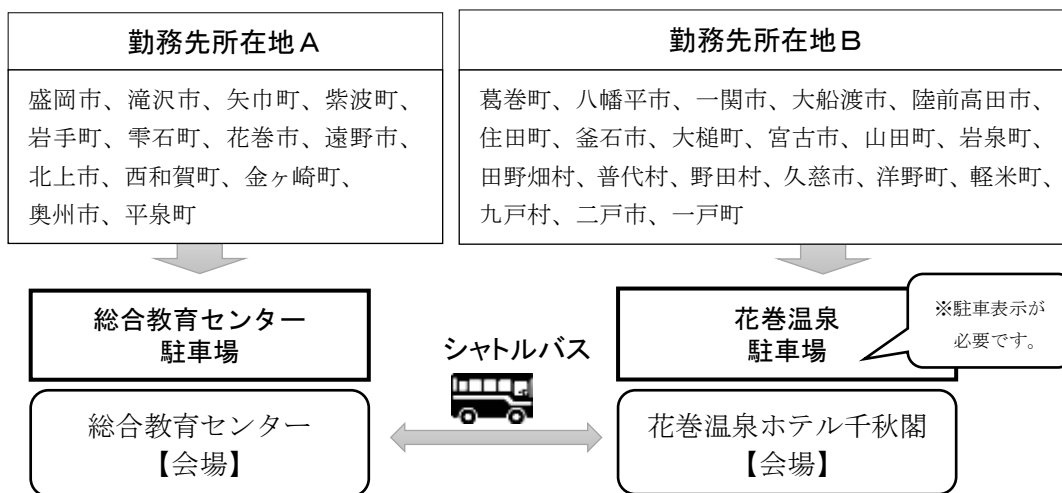 勤務先所在地A
盛岡市、滝沢市、矢巾町、紫波町、
岩手町、雫石町、花巻市、遠野市、
北上市、西和賀町、金ヶ崎町、
奥州市、平泉町
勤務先所在地B
葛巻町、八幡平市、一関市、大船渡市、陸前高田市、
住田町、釜石市、大槌町、宮古市、山田町、岩泉町、
田野畑村、普代村、野田村、久慈市、洋野町、軽米町、
九戸村、二戸市、一戸町
総合教育センター
駐車場
シャトルバス
花巻温泉
駐車場
※駐車表示が
必要です。
総合教育センター
【会場】
花巻温泉ホテル千秋閣
【会場】